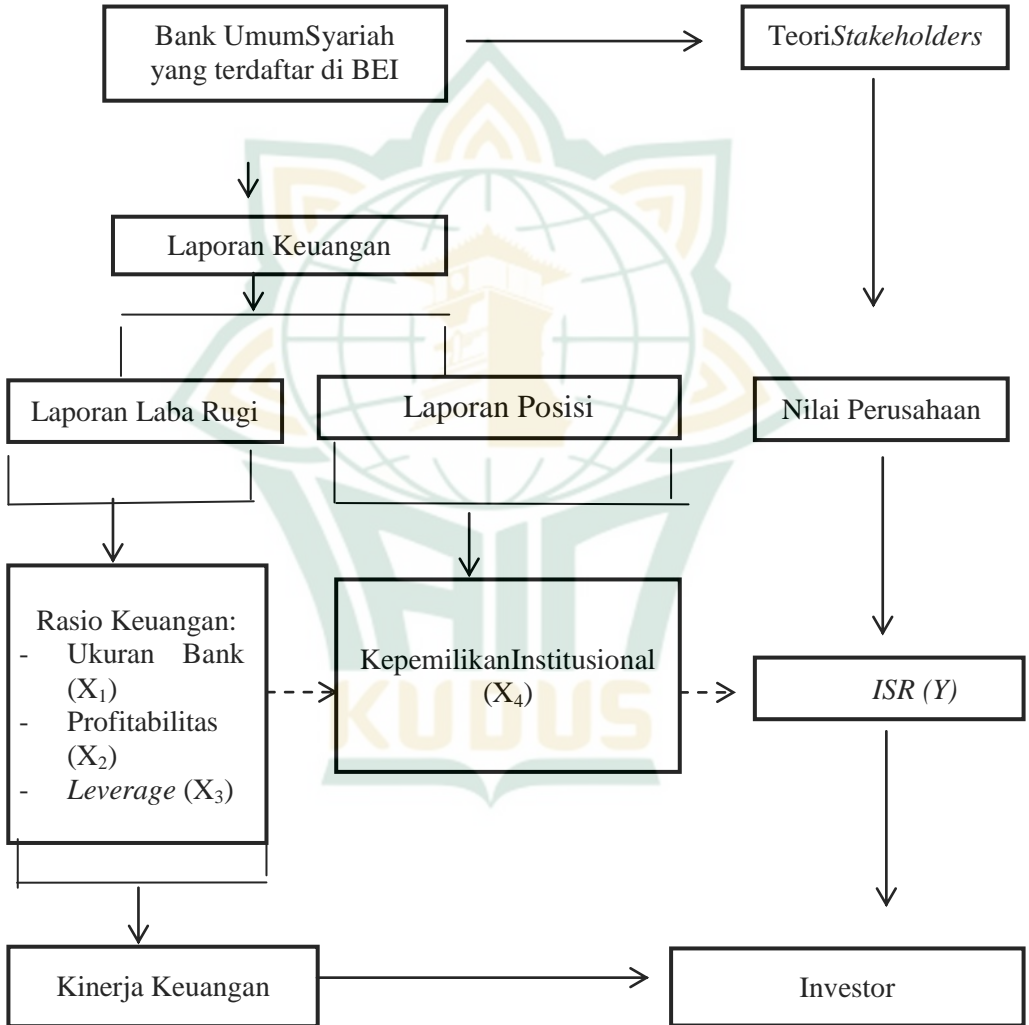 Bank UmumSyariah
yang terdaftar di BEI
TeoriStakeholders
Laporan Keuangan
Laporan Laba Rugi
Laporan Posisi
Nilai Perusahaan
Rasio Keuangan:
- Ukuran Bank
(X₁)
- Profitabilitas
(X₂)
- Leverage (X₃)
KepemilikanInstitusional
(X₄)
ISR (Y)
KUDUS
Kinerja Keuangan
Investor